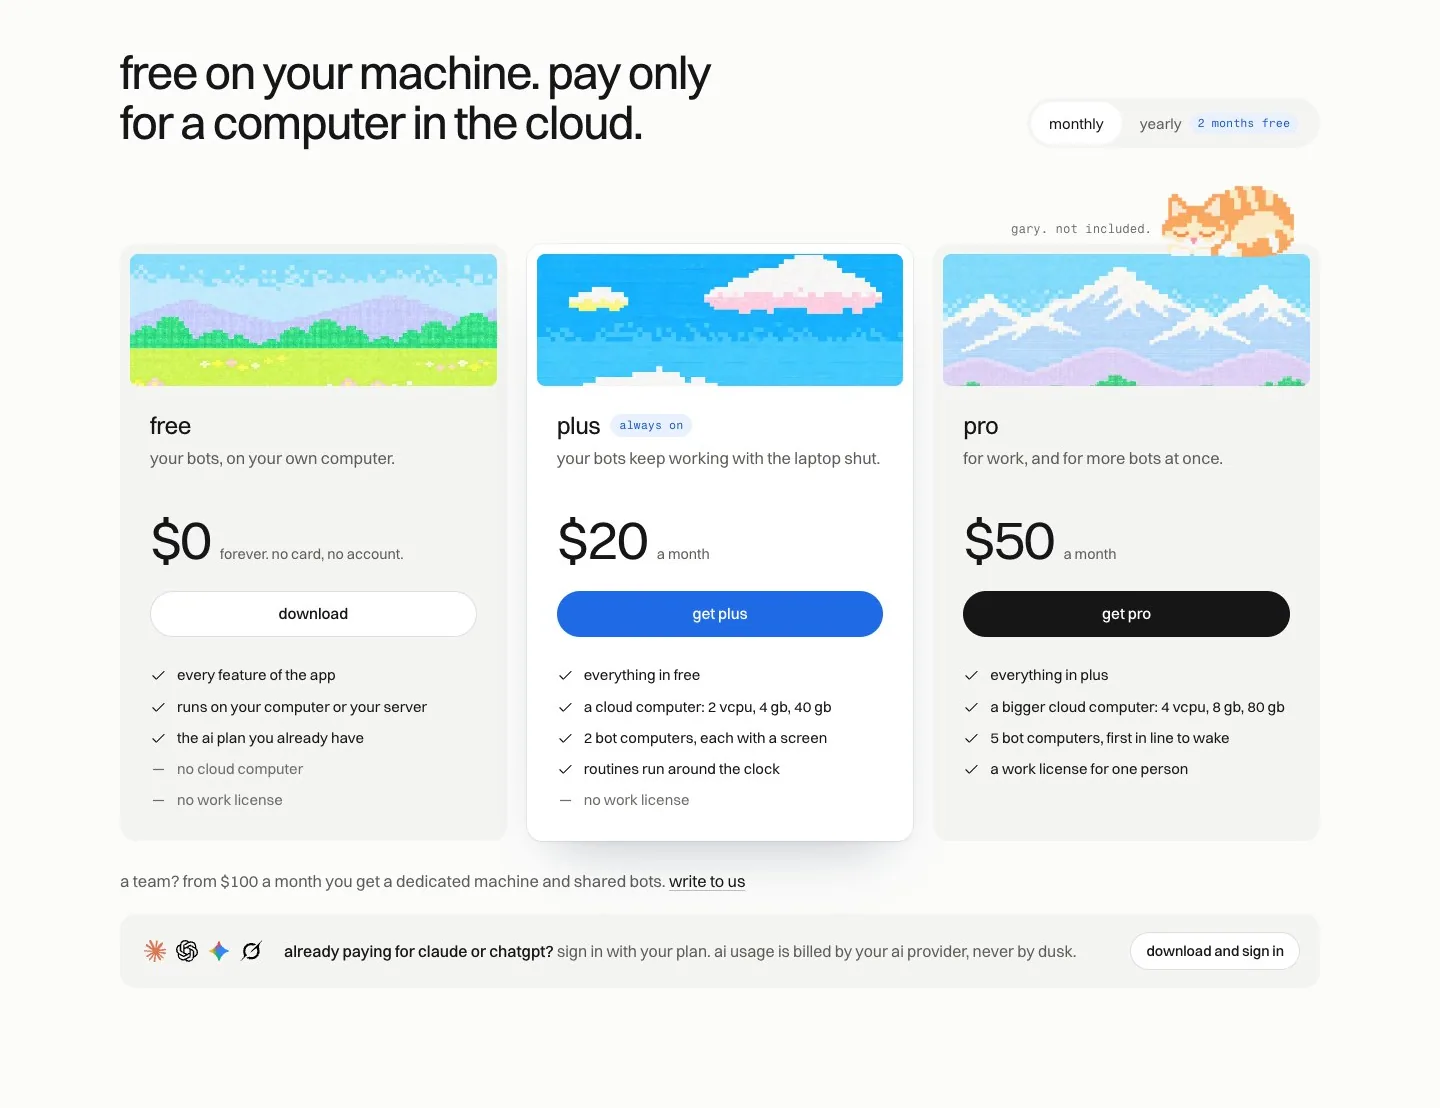 free on your machine. pay only
for a computer in the cloud.
monthly
yearly 2 months free
gary. not included.
free
your bots, on your own computer.
$0 forever. no card, no account.
download
every feature of the app
runs on your computer or your server
the ai plan you already have
no cloud computer
no work license
plus always on
your bots keep working with the laptop shut.
$20 a month
get plus
everything in free
a cloud computer: 2 vcpu, 4 gb, 40 gb
2 bot computers, each with a screen
routines run around the clock
no work license
pro
for work, and for more bots at once.
$50 a month
get pro
everything in plus
a bigger cloud computer: 4 vcpu, 8 gb, 80 gb
5 bot computers, first in line to wake
a work license for one person
a team? from $100 a month you get a dedicated machine and shared bots. write to us
already paying for claude or chatgpt? sign in with your plan. ai usage is billed by your ai provider, never by dusk.
download and sign in